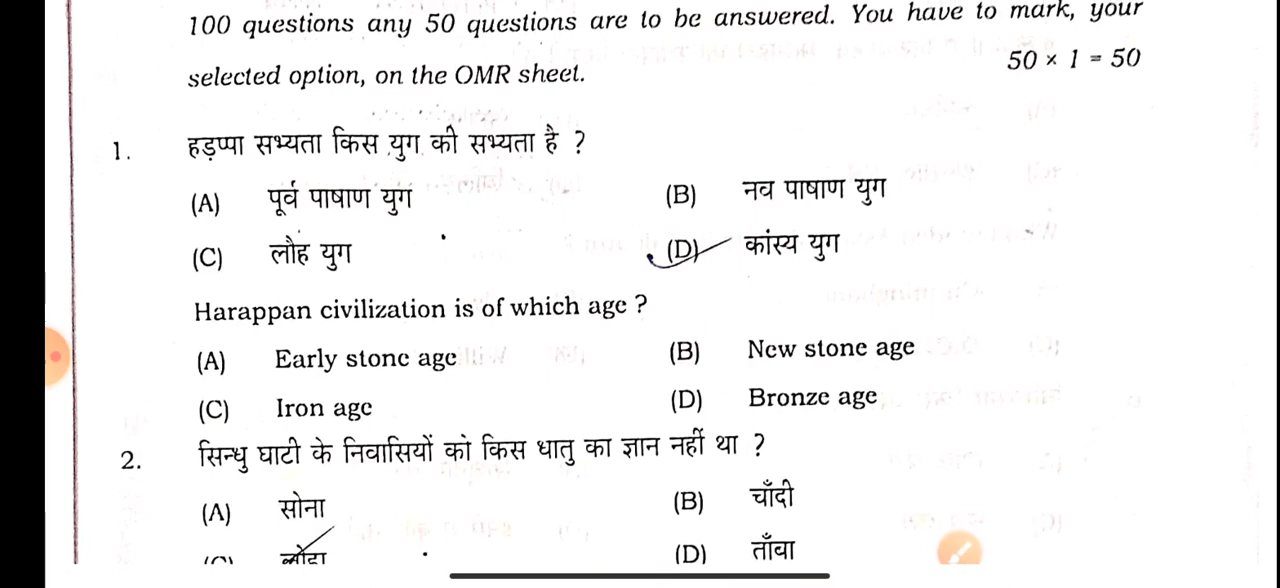 100 questions any 50 questions are to be answered. You have to mark, your
selected option, on the OMR sheet. 50 × 1 = 50
1. हड़प्पा सभ्यता किस युग की सभ्यता है ?
(A) पूर्व पाषाण युग (B) नव पाषाण युग
(C) लौह युग (D) कांस्य युग
Harappan civilization is of which age ?
(A) Early stone age (B) New stone age
(C) Iron age (D) Bronze age
2. सिन्धु घाटी के निवासियों को किस धातु का ज्ञान नहीं था ?
(A) सोना (B) चाँदी
(C) लोहा (D) ताँबा